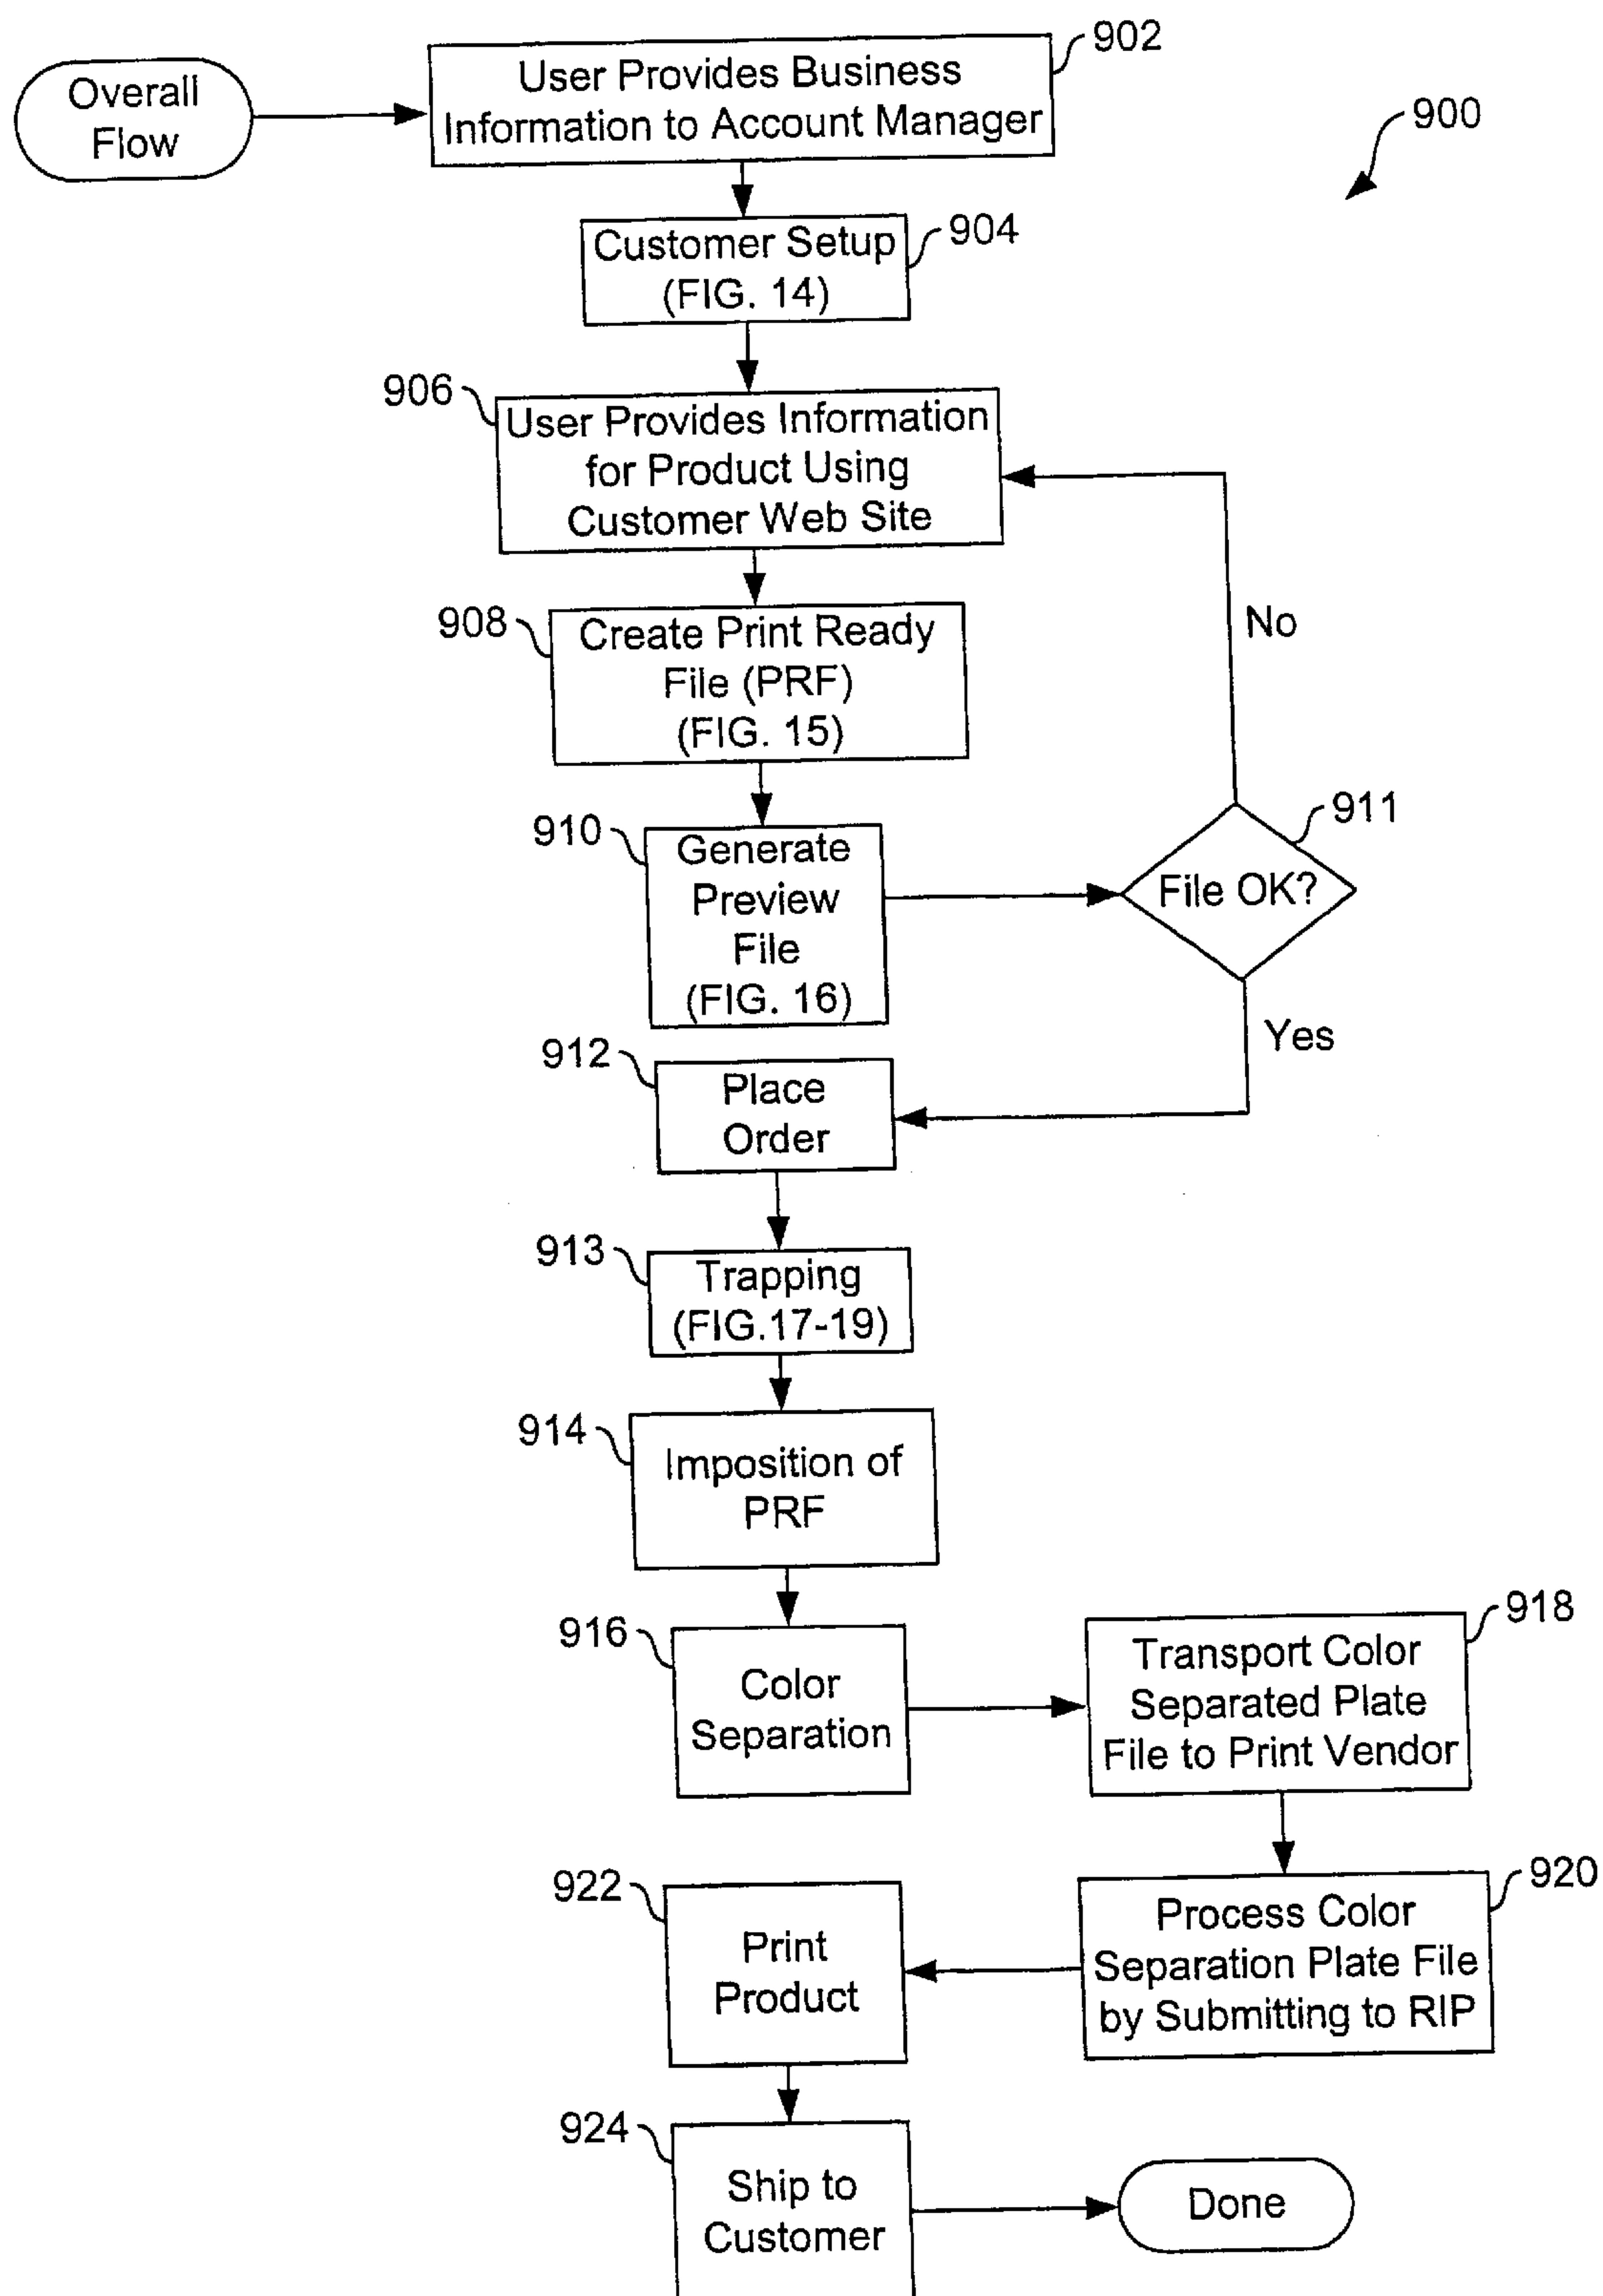 Overall
Flow
902
User Provides Business
Information to Account Manager
900
904
Customer Setup
(FIG. 14)
906
User Provides Information
for Product Using
Customer Web Site
No
908
Create Print Ready
File (PRF)
(FIG. 15)
910
Generate
Preview
File
(FIG. 16)
911
File OK?
Yes
912
Place
Order
913
Trapping
(FIG.17-19)
914
Imposition of
PRF
916
Color
Separation
918
Transport Color
Separated Plate
File to Print Vendor
920
Process Color
Separation Plate File
by Submitting to RIP
922
Print
Product
924
Ship to
Customer
Done